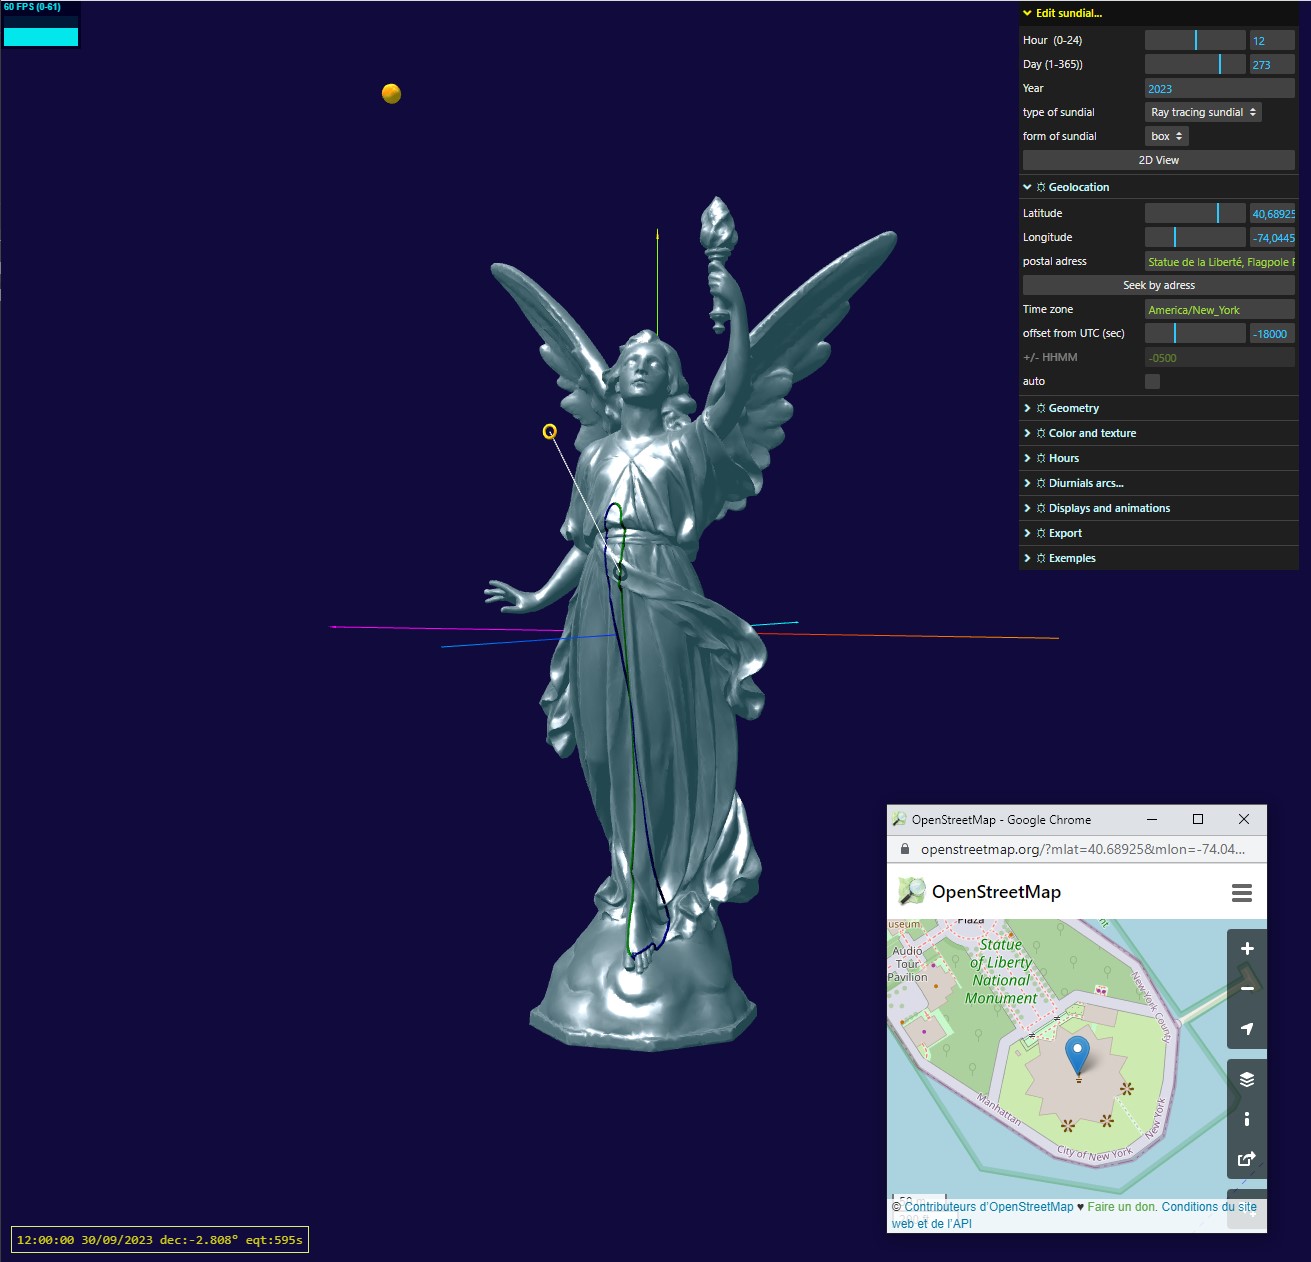 60 FPS (0-61)
Edit sundial...
Hour (0-24)
12
Day (1-365))
273
Year
2023
type of sundial
Ray tracing sundial
form of sundial
box
2D View
Geolocation
Latitude
40,68925
Longitude
-74,0445
postal adress
Statue de la Liberté, Flagpole
Seek by adress
Time zone
America/New_York
offset from UTC (sec)
-18000
+/- HHMM
-0500
auto
Geometry
Color and texture
Hours
Diurnials arcs...
Displays and animations
Export
Exemples
OpenStreetMap - Google Chrome
openstreetmap.org/?mlat=40.68925&mlon=-74.04...
OpenStreetMap
useum
Plaza
nt
Audio
Tour
Pavilion
Statue
of Liberty
National
Monument
New York County
Manhattan
City of New York
New York
© Contributeurs d'OpenStreetMap ♥ Faire un don. Conditions du site
web et de l'API
12:00:00 30/09/2023 dec:-2.808° eqt:595s